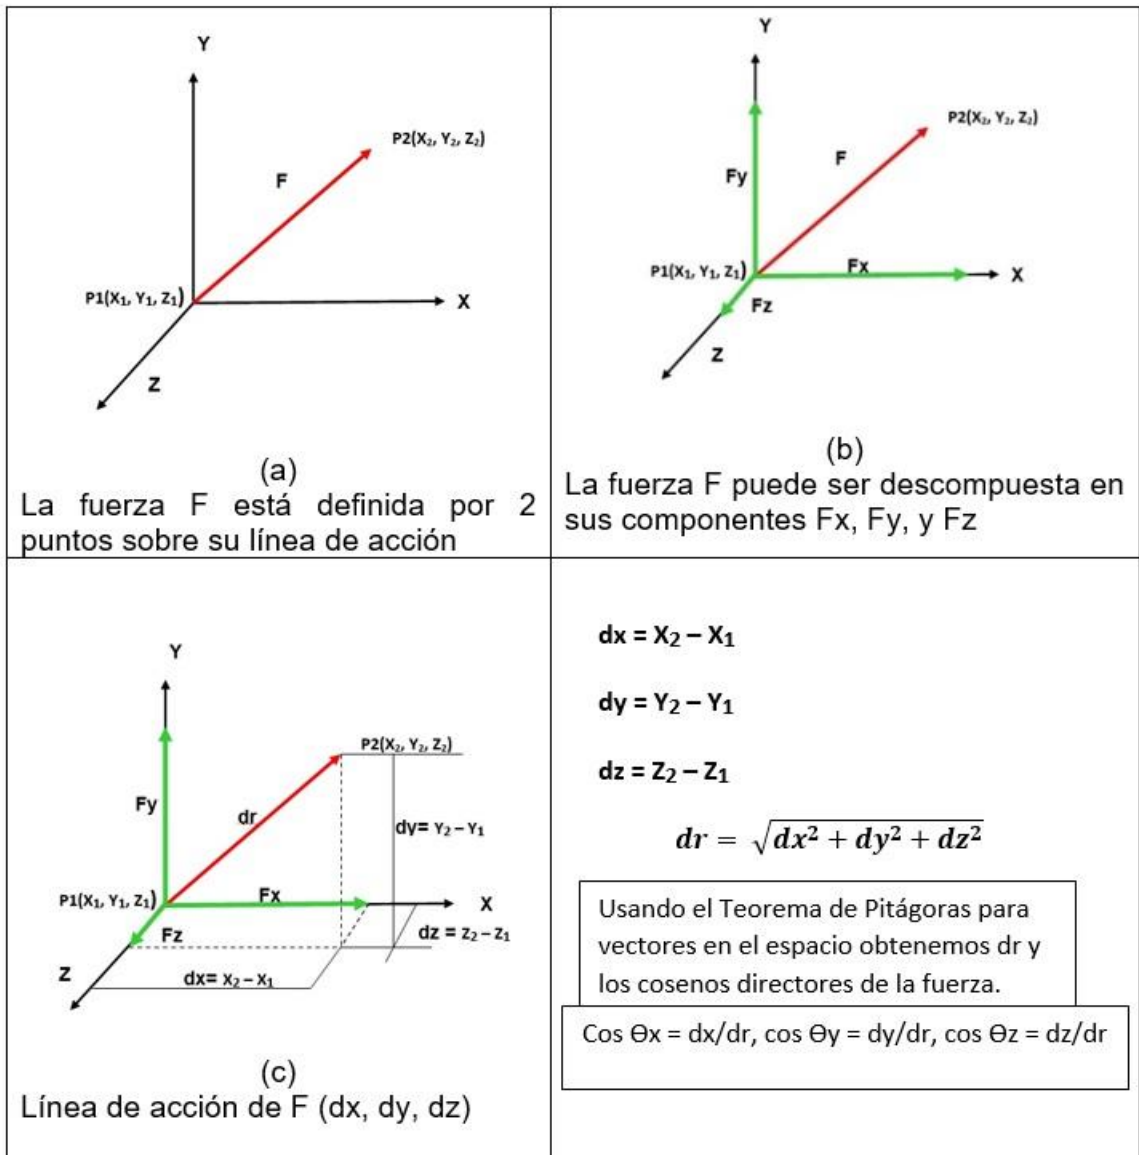 Y
P2(X₂, Y₂, Z₂)
F
P1(X₁, Y₁, Z₁)
X
Z
(a)
La fuerza F está definida por 2
puntos sobre su línea de acción
Y
P2(X₂, Y₂, Z₂)
F
Fy
P1(X₁, Y₁, Z₁)
Fx
X
Fz
Z
(b)
La fuerza F puede ser descompuesta en
sus componentes Fx, Fy, y Fz
Y
P2(X₂, Y₂, Z₂)
Fy
dr
dy= Y₂ – Y₁
P1(X₁, Y₁, Z₁)
Fx
X
Fz
dz = Z₂ – Z₁
Z
dx= X₂ – X₁
(c)
Línea de acción de F (dx, dy, dz)
dx = X₂ – X₁
dy = Y₂ – Y₁
dz = Z₂ – Z₁
dr = √dx² + dy² + dz²
Usando el Teorema de Pitágoras para
vectores en el espacio obtenemos dr y
los cosenos directores de la fuerza.
Cos ϴx = dx/dr, cos ϴy = dy/dr, cos ϴz = dz/dr